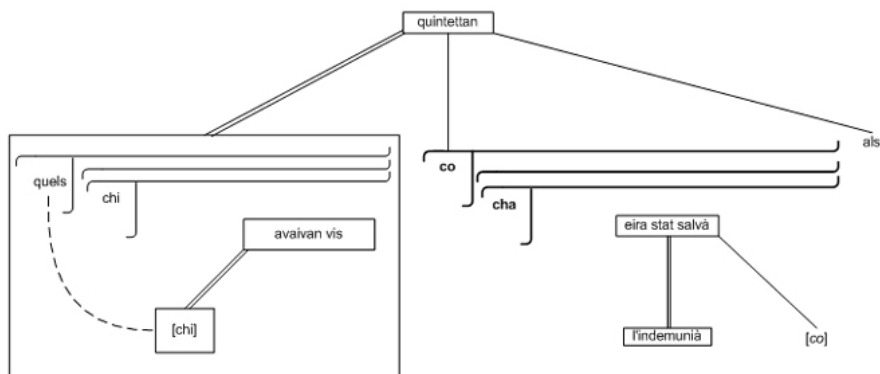 quintettan
als
quels
chi
co
cha
avaivan vis
eira stat salvà
[chi]
l'indemunià
[co]